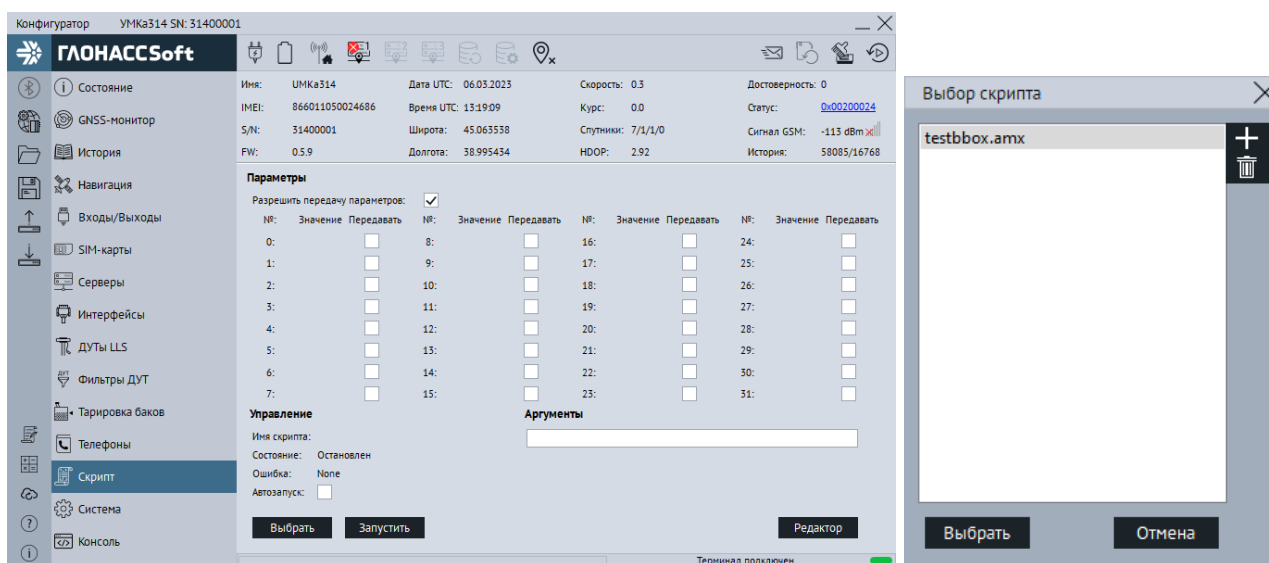 Конфигуратор УМКа314 SN: 31400001
ГЛОНАССSoft
Состояние
GNSS-монитор
История
Навигация
Входы/Выходы
SIM-карты
Серверы
Интерфейсы
ДУТы LLS
Фильтры ДУТ
Тарировка баков
Телефоны
Скрипт
Система
Консоль
Имя: UMKa314 Дата UTC: 06.03.2023 Скорость: 0.3 Достоверность: 0
IMEI: 866011050024686 Время UTC: 13:19:09 Курс: 0.0 Статус: 0x00200024
S/N: 31400001 Широта: 45.063538 Спутники: 7/1/1/0 Сигнал GSM: -113 dBm
FW: 0.5.9 Долгота: 38.995434 HDOP: 2.92 История: 58085/16768
Параметры
Разрешить передачу параметров:
№: Значение Передавать №: Значение Передавать №: Значение Передавать №: Значение Передавать
0: 8: 16: 24:
1: 9: 17: 25:
2: 10: 18: 26:
3: 11: 19: 27:
4: 12: 20: 28:
5: 13: 21: 29:
6: 14: 22: 30:
7: 15: 23: 31:
Управление Аргументы
Имя скрипта:
Состояние: Остановлен
Ошибка: None
Автозапуск:
Выбрать Запустить Редактор
Терминал подключен
Выбор скрипта
testbbox.amx
Выбрать Отмена